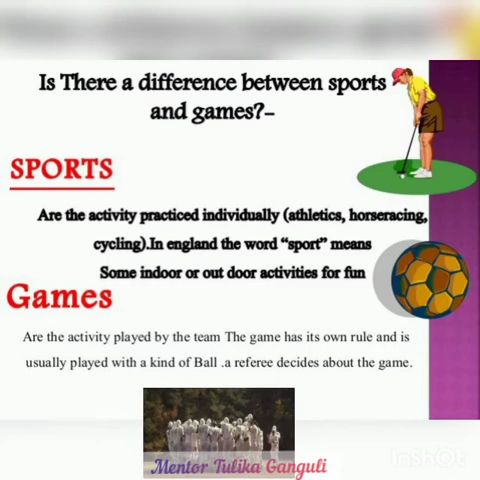 Is There a difference between sports
and games?-
SPORTS
Are the activity practiced individually (athletics, horseracing,
cycling).In england the word “sport” means
Some indoor or out door activities for fun
Games
Are the activity played by the team The game has its own rule and is
usually played with a kind of Ball .a referee decides about the game.
Mentor Tulika Ganguli
InshOt